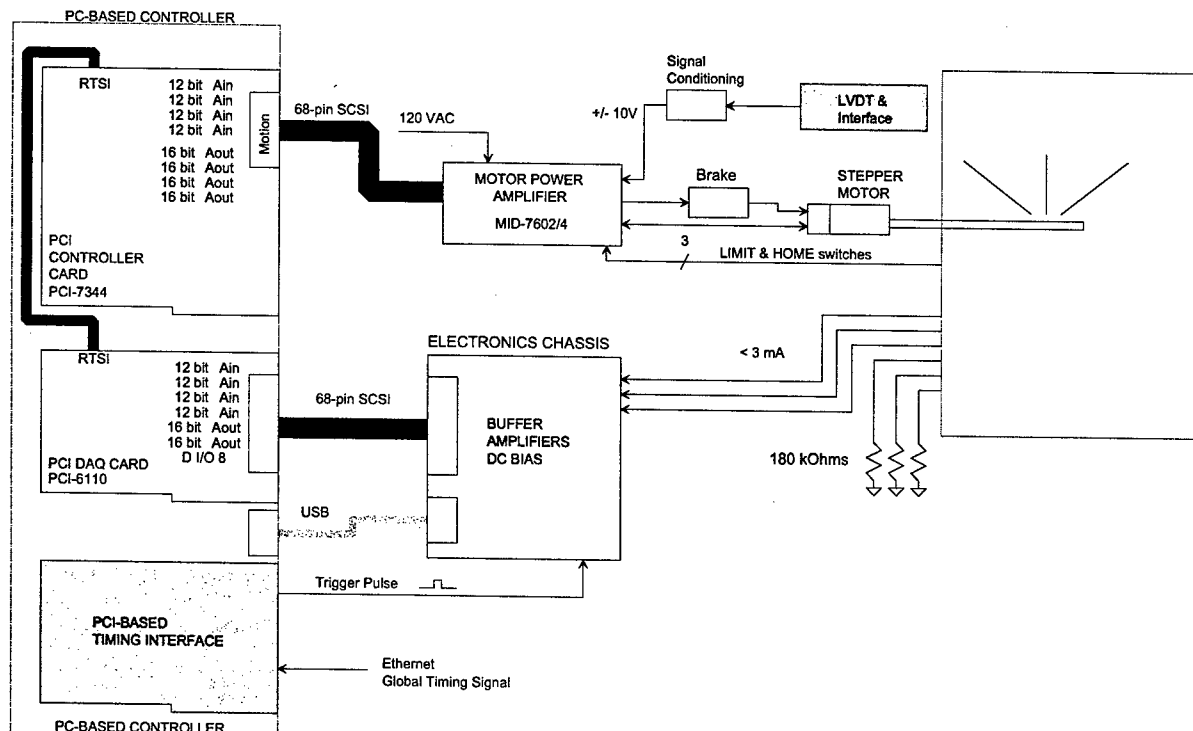 PC-BASED CONTROLLER
RTSI
12 bit Ain
12 bit Ain
12 bit Ain
12 bit Ain
16 bit Aout
16 bit Aout
16 bit Aout
16 bit Aout
Motion
PCI
CONTROLLER
CARD
PCI-7344
68-pin SCSI
120 VAC
Signal
Conditioning
+/- 10V
LVDT &
Interface
MOTOR POWER
AMPLIFIER
MID-7602/4
Brake
STEPPER
MOTOR
3
LIMIT & HOME switches
RTSI
12 bit Ain
12 bit Ain
12 bit Ain
12 bit Ain
16 bit Aout
16 bit Aout
D I/O 8
PCI DAQ CARD
PCI-6110
68-pin SCSI
ELECTRONICS CHASSIS
BUFFER
AMPLIFIERS
DC BIAS
< 3 mA
180 kOhms
USB
Trigger Pulse
PCI-BASED
TIMING INTERFACE
Ethernet
Global Timing Signal
PC-BASED CONTROLLER